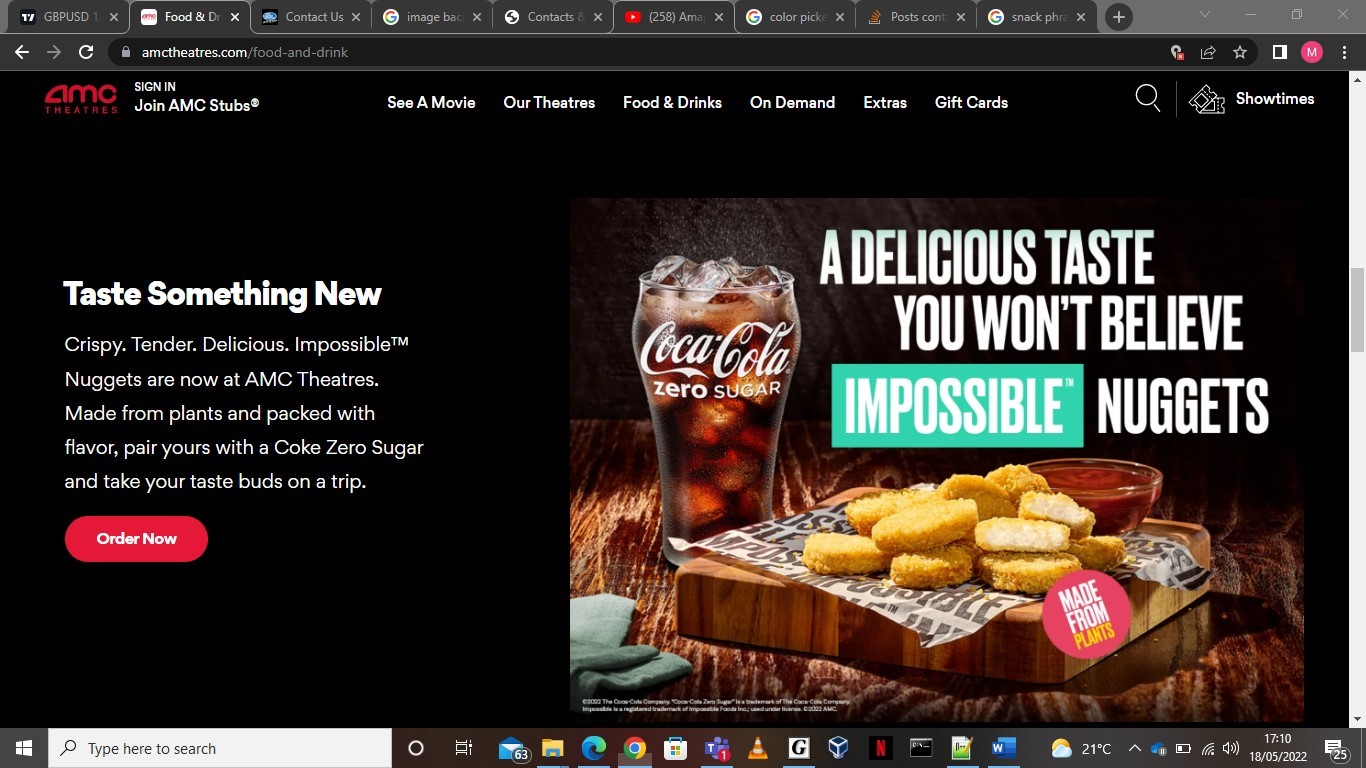 GBPUSD 1
Food & Dr
Contact Us
image bac
Contacts &
(258) Ama
color picke
Posts cont
snack phra
amctheatres.com/food-and-drink
M
amc
THEATRES
SIGN IN
Join AMC Stubs®
See A Movie
Our Theatres
Food & Drinks
On Demand
Extras
Gift Cards
Showtimes
Taste Something New
Crispy. Tender. Delicious. Impossible™
Nuggets are now at AMC Theatres.
Made from plants and packed with
flavor, pair yours with a Coke Zero Sugar
and take your taste buds on a trip.
Order Now
A DELICIOUS TASTE
YOU WON'T BELIEVE
IMPOSSIBLE™ NUGGETS
Coca-Cola
zero SUGAR
MADE
FROM
PLANTS
©2022 The Coca-Cola Company. "Coca-Cola Zero Sugar" is a trademark of The Coca-Cola Company.
Impossible is a registered trademark of Impossible Foods Inc.; used under license. ©2022 AMC.
Type here to search
63
1
21°C
17:10
18/05/2022
25